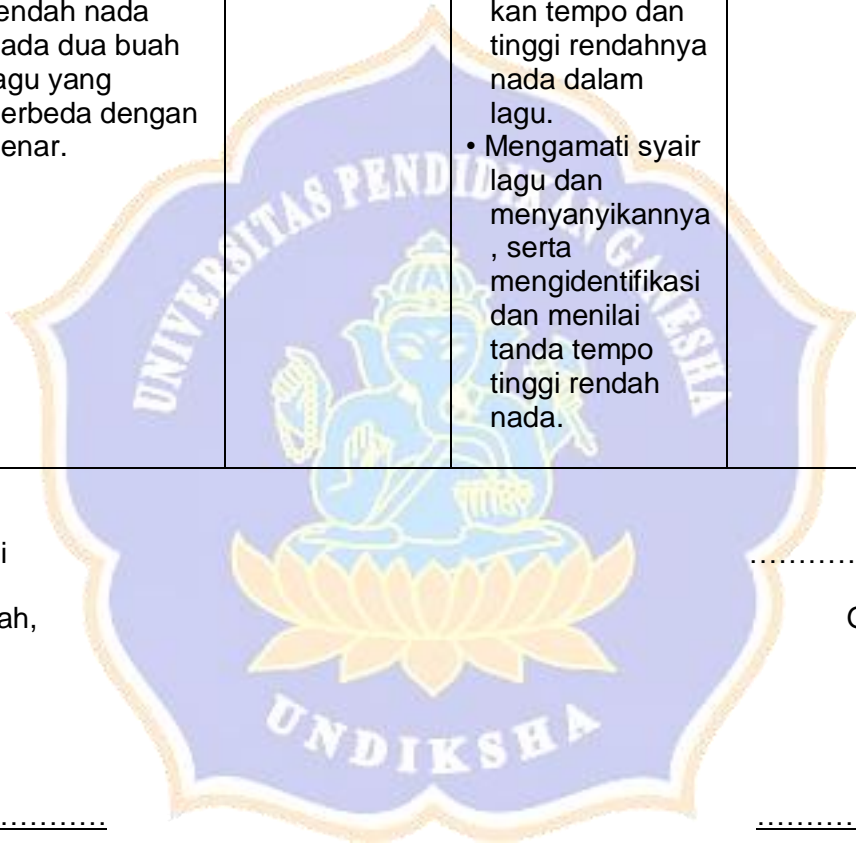 endah nada
ada dua buah
agu yang
erbeda dengan
enar.
kan tempo dan
tinggi rendahnya
nada dalam
lagu.
• Mengamati syair
lagu dan
menyanyikannya
, serta
mengidentifikasi
dan menilai
tanda tempo
tinggi rendah
nada.
UNIVERSITAS PENDIDIKAN GANESHA
UNDIKSHA
i
…………
ah,
…………
…………